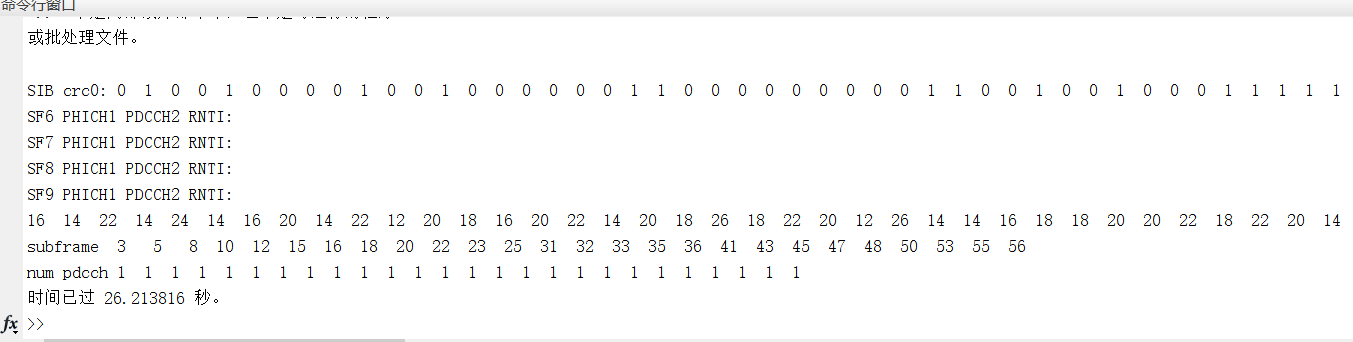 命令行窗口
或批处理文件。
SIB crc0: 0 1 0 0 1 0 0 0 0 1 0 0 1 0 0 0 0 0 0 1 1 0 0 0 0 0 0 0 0 0 1 1 0 0 1 0 0 1 0 0 0 1 1 1 1 1
SF6 PHICH1 PDCCH2 RNTI:
SF7 PHICH1 PDCCH2 RNTI:
SF8 PHICH1 PDCCH2 RNTI:
SF9 PHICH1 PDCCH2 RNTI:
16 14 22 14 24 14 16 20 14 22 12 20 18 16 20 22 14 20 18 26 18 22 20 12 26 14 14 16 18 18 20 20 22 18 22 20 14
subframe 3 5 8 10 12 15 16 18 20 22 23 25 31 32 33 35 36 41 43 45 47 48 50 53 55 56
num pdcch 1 1 1 1 1 1 1 1 1 1 1 1 1 1 1 1 1 1 1 1 1 1 1 1 1 1
时间已过 26.213816 秒。
fx >>